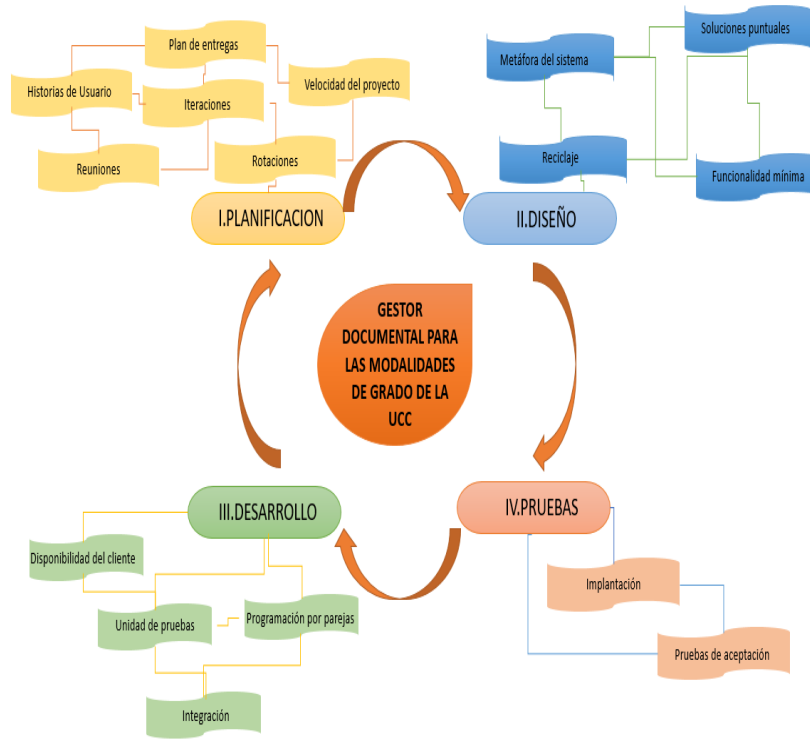 Plan de entregas
Historias de Usuario
Iteraciones
Velocidad del proyecto
Reuniones
Rotaciones
I.PLANIFICACION
Soluciones puntuales
Metáfora del sistema
Reciclaje
Funcionalidad mínima
II.DISEÑO
GESTOR
DOCUMENTAL PARA
LAS MODALIDADES
DE GRADO DE LA
UCC
III.DESARROLLO
Disponibilidad del cliente
Unidad de pruebas
Programación por parejas
Integración
IV.PRUEBAS
Implantación
Pruebas de aceptación